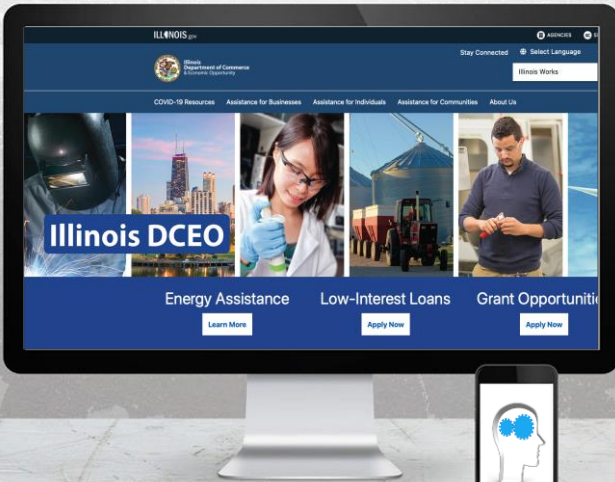 ILLINOIS.gov
AGENCIES
Stay Connected
Select Language
Illinois
Department of Commerce
& Economic Opportunity
Illinois Works
COVID-19 Resources Assistance for Businesses Assistance for Individuals Assistance for Communities About Us
Illinois DCEO
Energy Assistance Low-Interest Loans Grant Opportuniti
Learn More Apply Now Apply Now